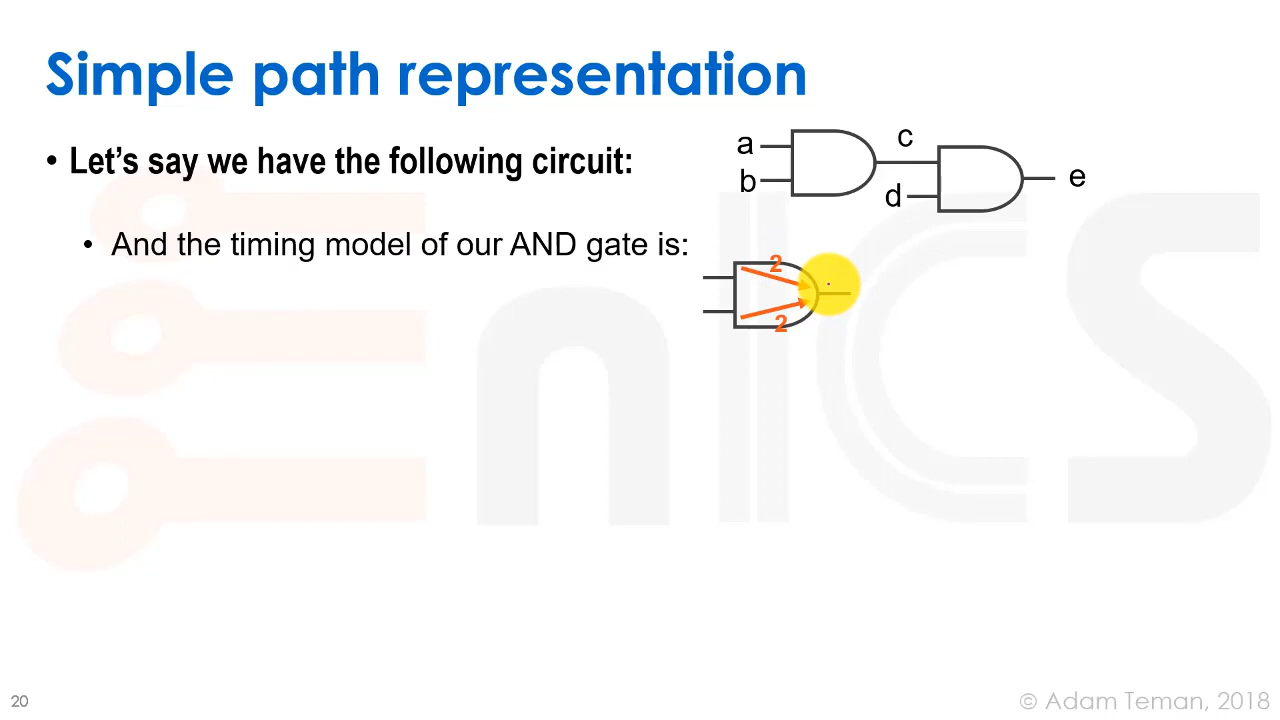 Simple path representation
• Let's say we have the following circuit:
• And the timing model of our AND gate is:
a
b
c
d
e
2
2
EnICS
20
© Adam Teman, 2018